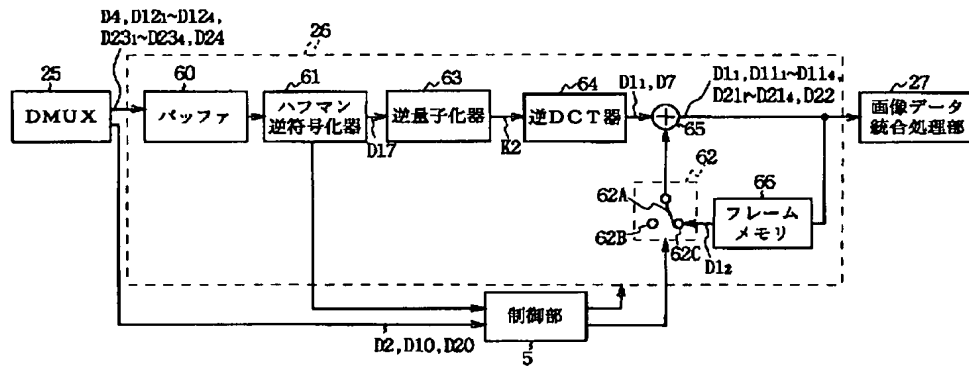 D4,D12₁~D12₄,
D23₁~D23₄,D24
26
25
DMUX
60
バッファ
61
ハフマン
逆符号化器
D17
63
逆量子化器
K2
64
逆DCT器
D1₁,D7
65
D1₁,D11₁~D11₄,
D21₁~D21₄,D22
27
画像データ
統合処理部
62
62A
62B
62C
66
フレーム
メモリ
D1₂
制御部
5
D2,D10,D20